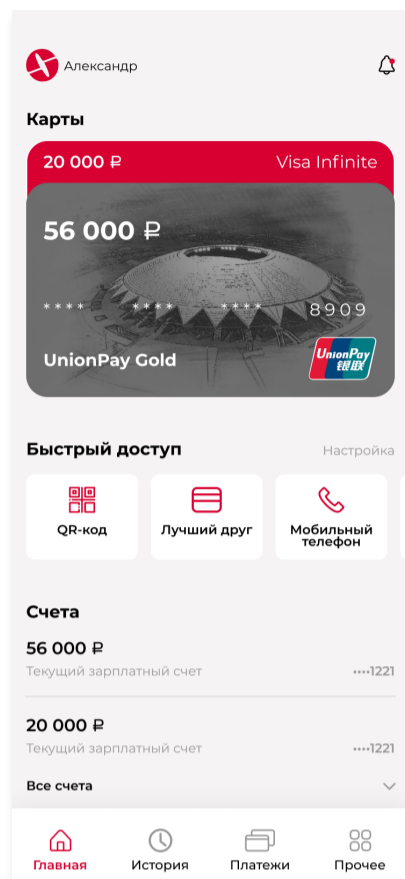 Александр
Карты
20 000 ₽ Visa Infinite
56 000 ₽
**** **** **** 8909
UnionPay Gold
UnionPay
银联
Быстрый доступ Настройка
QR-код Лучший друг Мобильный
телефон
Счета
56 000 ₽
Текущий зарплатный счет ••••1221
20 000 ₽
Текущий зарплатный счет ••••1221
Все счета
Главная История Платежи Прочее